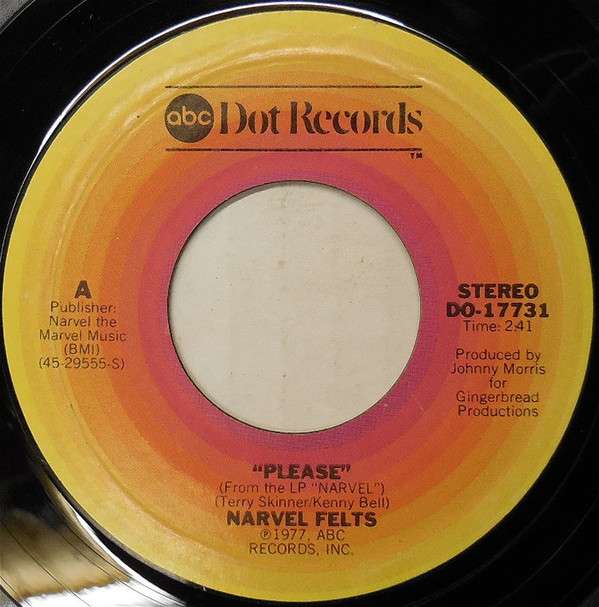 abc Dot Records
TM
A
Publisher:
Narvel the
Marvel Music
(BMI)
(45-29555-S)
STEREO
DO-17731
Time: 2:41
Produced by
Johnny Morris
for
Gingerbread
Productions
"PLEASE"
(From the LP "NARVEL")
(Terry Skinner/Kenny Bell)
NARVEL FELTS
℗1977, ABC
RECORDS, INC.